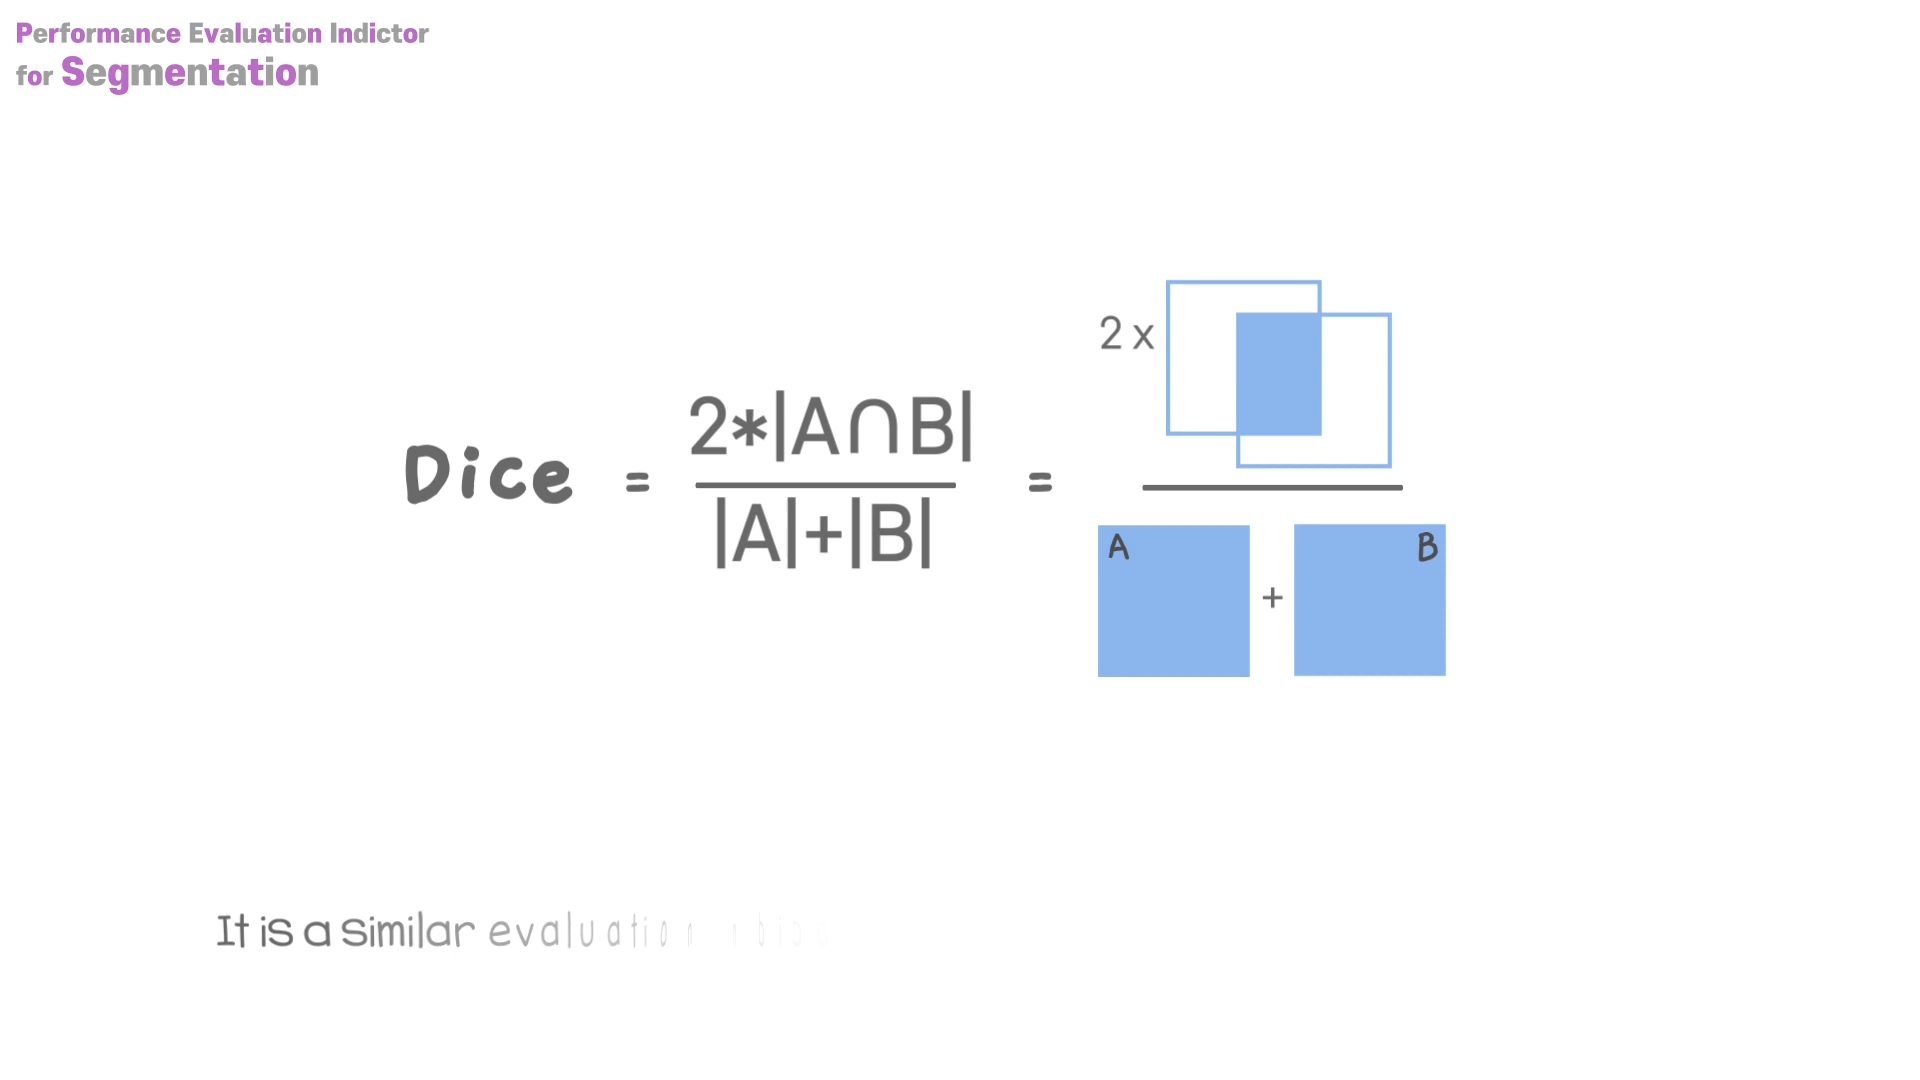 Performance Evaluation Indictor
for Segmentation
2 x
2*|A∩B|
Dice = =
|A|+|B|
A B
+
It is a similar evaluation